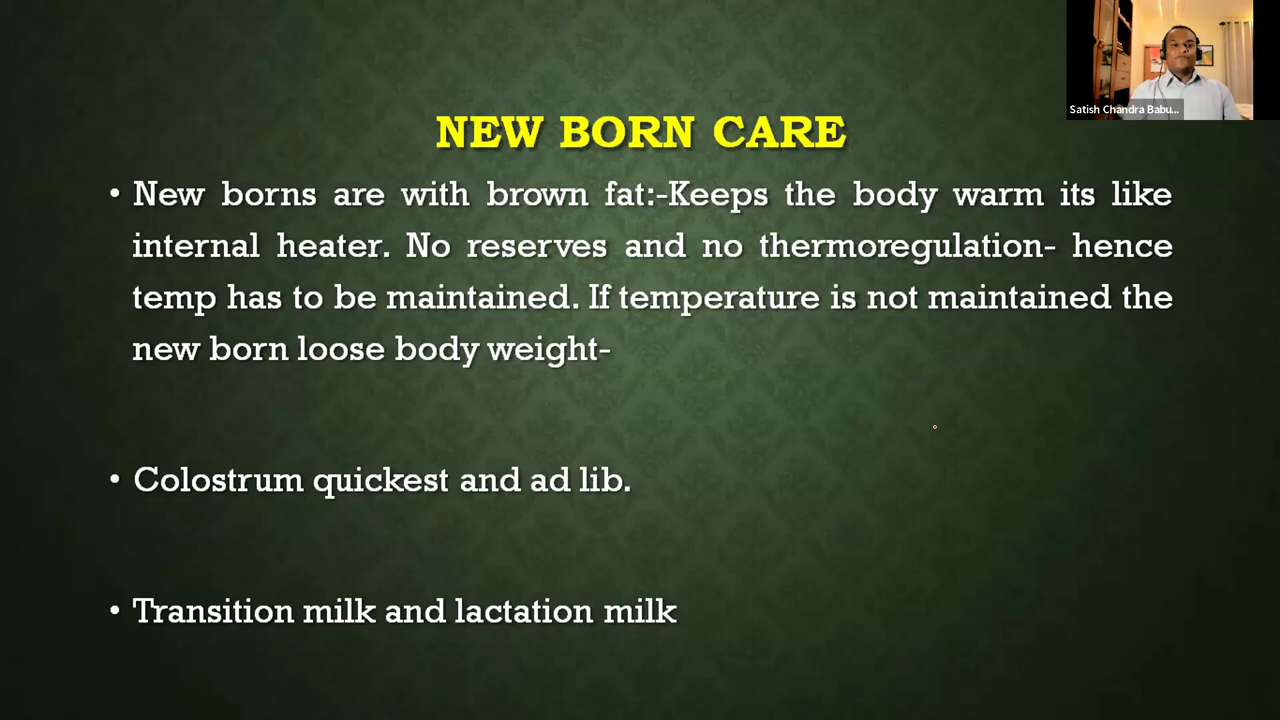 Satish Chandra Babu...
NEW BORN CARE
• New borns are with brown fat:-Keeps the body warm its like
internal heater. No reserves and no thermoregulation- hence
temp has to be maintained. If temperature is not maintained the
new born loose body weight-
• Colostrum quickest and ad lib.
• Transition milk and lactation milk